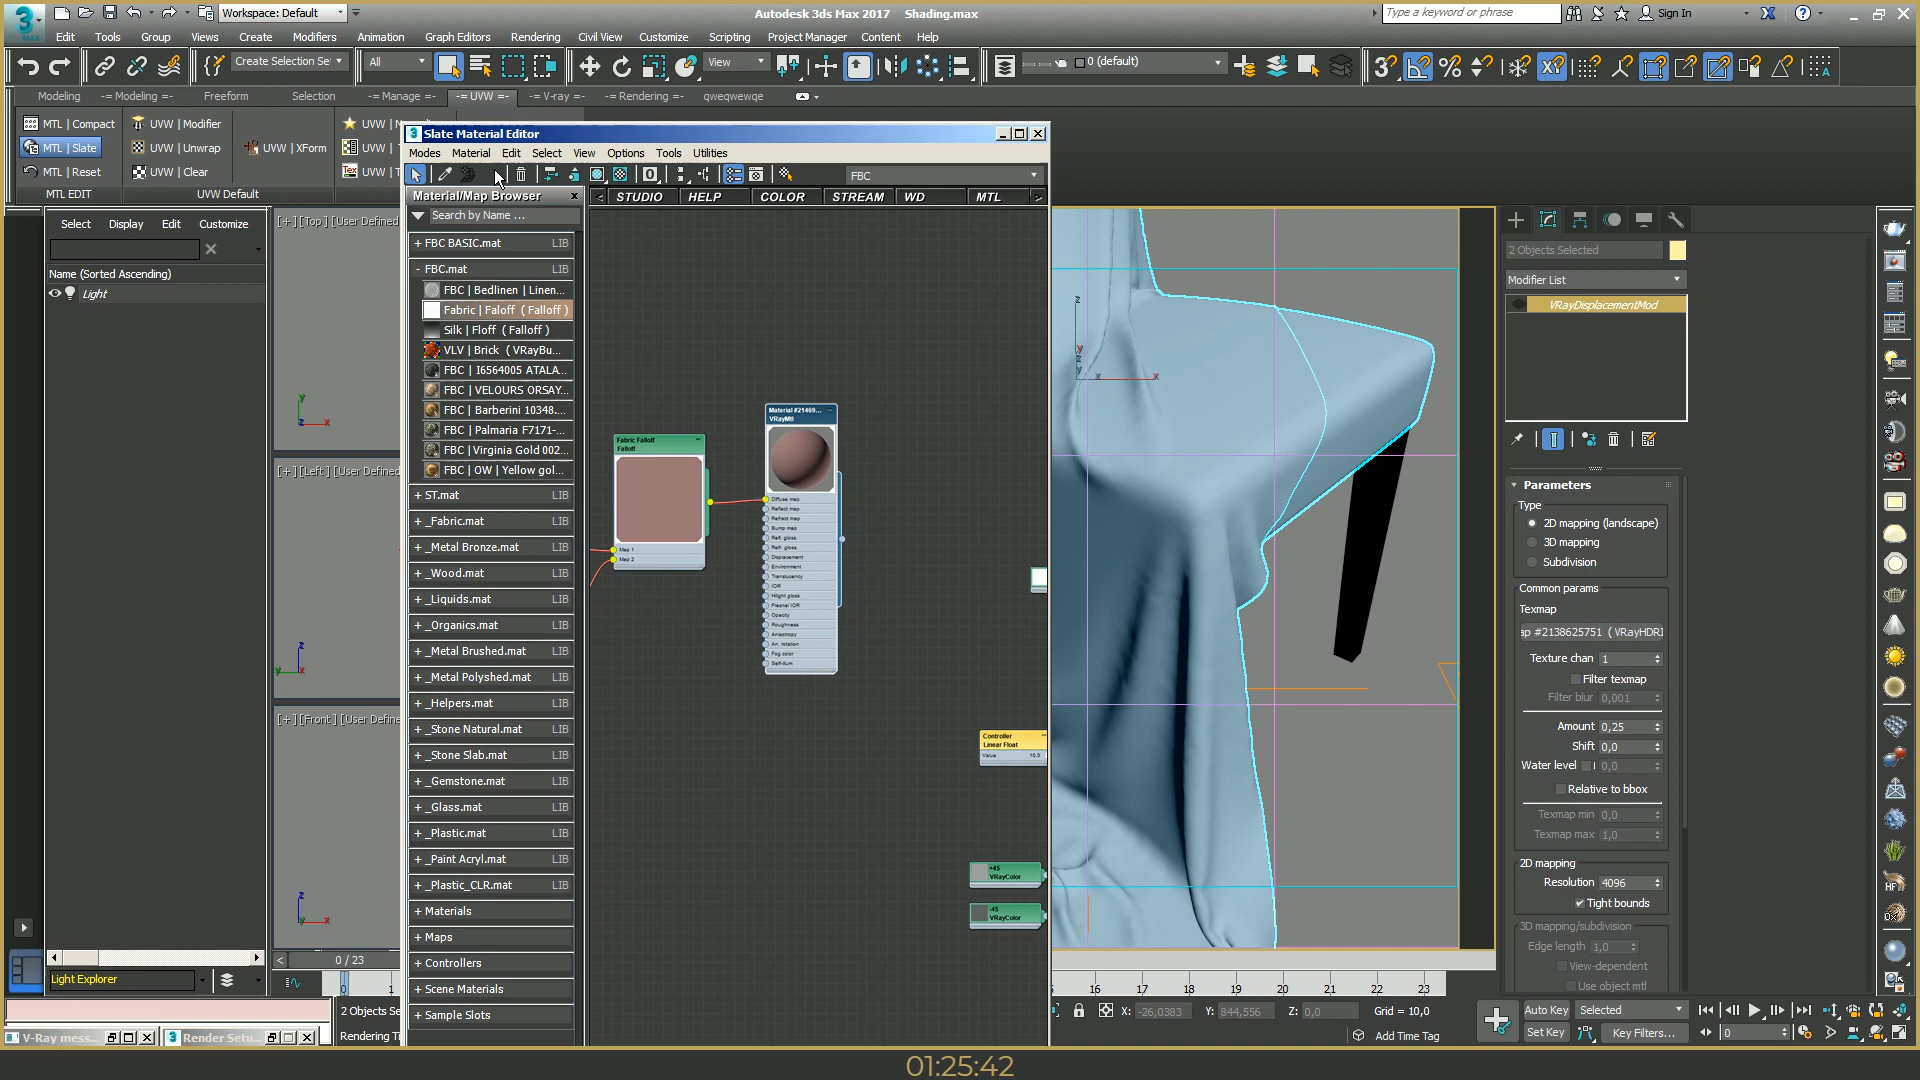 Workspace: Default
Autodesk 3ds Max 2017 Shading.max
Type a keyword or phrase
Sign In
Edit Tools Group Views Create Modifiers Animation Graph Editors Rendering Civil View Customize Scripting Project Manager Content Help
Create Selection Se
All
View
0 (default)
Modeling -= Modeling =- Freeform Selection -= Manage =- -= UVW =- -= V-ray =- -= Rendering =- qweqwewqe
MTL | Compact
UVW | Modifier
MTL | Slate
UVW | Unwrap
UVW | XForm
MTL | Reset
UVW | Clear
MTL EDIT
UVW Default
Slate Material Editor
Modes Material Edit Select View Options Tools Utilities
FBC
Material/Map Browser
STUDIO HELP COLOR STREAM WD MTL
Search by Name ...
+ FBC BASIC.mat LIB
- FBC.mat LIB
FBC | Bedlinen | Linen...
Fabric | Faloff ( Falloff )
Silk | Floff ( Falloff )
VLV | Brick ( VRayBu...
FBC | I6564005 ATALA...
FBC | VELOURS ORSAY...
FBC | Barberini 10348...
FBC | Palmaria F7171-...
FBC | Virginia Gold 002...
FBC | OW | Yellow gol...
+ ST.mat LIB
+ _Fabric.mat LIB
+ _Metal Bronze.mat LIB
+ _Wood.mat LIB
+ _Liquids.mat LIB
+ _Organics.mat LIB
+ _Metal Brushed.mat LIB
+ _Metal Polyshed.mat LIB
+ _Helpers.mat LIB
+ _Stone Natural.mat LIB
+ _Stone Slab.mat LIB
+ _Gemstone.mat LIB
+ _Glass.mat LIB
+ _Plastic.mat LIB
+ _Paint Acryl.mat LIB
+ _Plastic_CLR.mat LIB
+ Materials
+ Maps
+ Controllers
+ Scene Materials
+ Sample Slots
Fabric Falloff
Falloff
Map 1
Map 2
Material #21469...
VRayMtl
Diffuse map
Reflect map
Refract map
Bump map
Refl. gloss.
Refr. gloss.
Displacement
Environment
Translucency
IOR
Hilight gloss
Fresnel IOR
Opacity
Roughness
Anisotropy
An. rotation
Fog color
Self-illum
Controller
Linear Float
Value 10,0
+45
VRayColor
-45
VRayColor
Select Display Edit Customize
Name (Sorted Ascending)
Light
[+] [Top] [User Defined
[+] [Left] [User Defined
[+] [Front] [User Define
y
x
z
0 / 23
0 1
Light Explorer
2 Objects Se
Rendering Ti
V-Ray mess...
Render Setu...
2 Objects Selected
Modifier List
VRayDisplacementMod
Parameters
Type
2D mapping (landscape)
3D mapping
Subdivision
Common params
Texmap
ap #2138625751 ( VRayHDRI
Texture chan 1
Filter texmap
Filter blur 0,001
Amount 0,25
Shift 0,0
Water level 0,0
Relative to bbox
Texmap min 0,0
Texmap max 1,0
2D mapping
Resolution 4096
Tight bounds
3D mapping/subdivision
Edge length 1,0
View-dependent
Use object mtl
16 17 18 19 20 21 22 23
X: -26,0383 Y: 844,556 Z: 0,0 Grid = 10,0
Add Time Tag
Auto Key Selected
Set Key Key Filters...
0
01:25:42